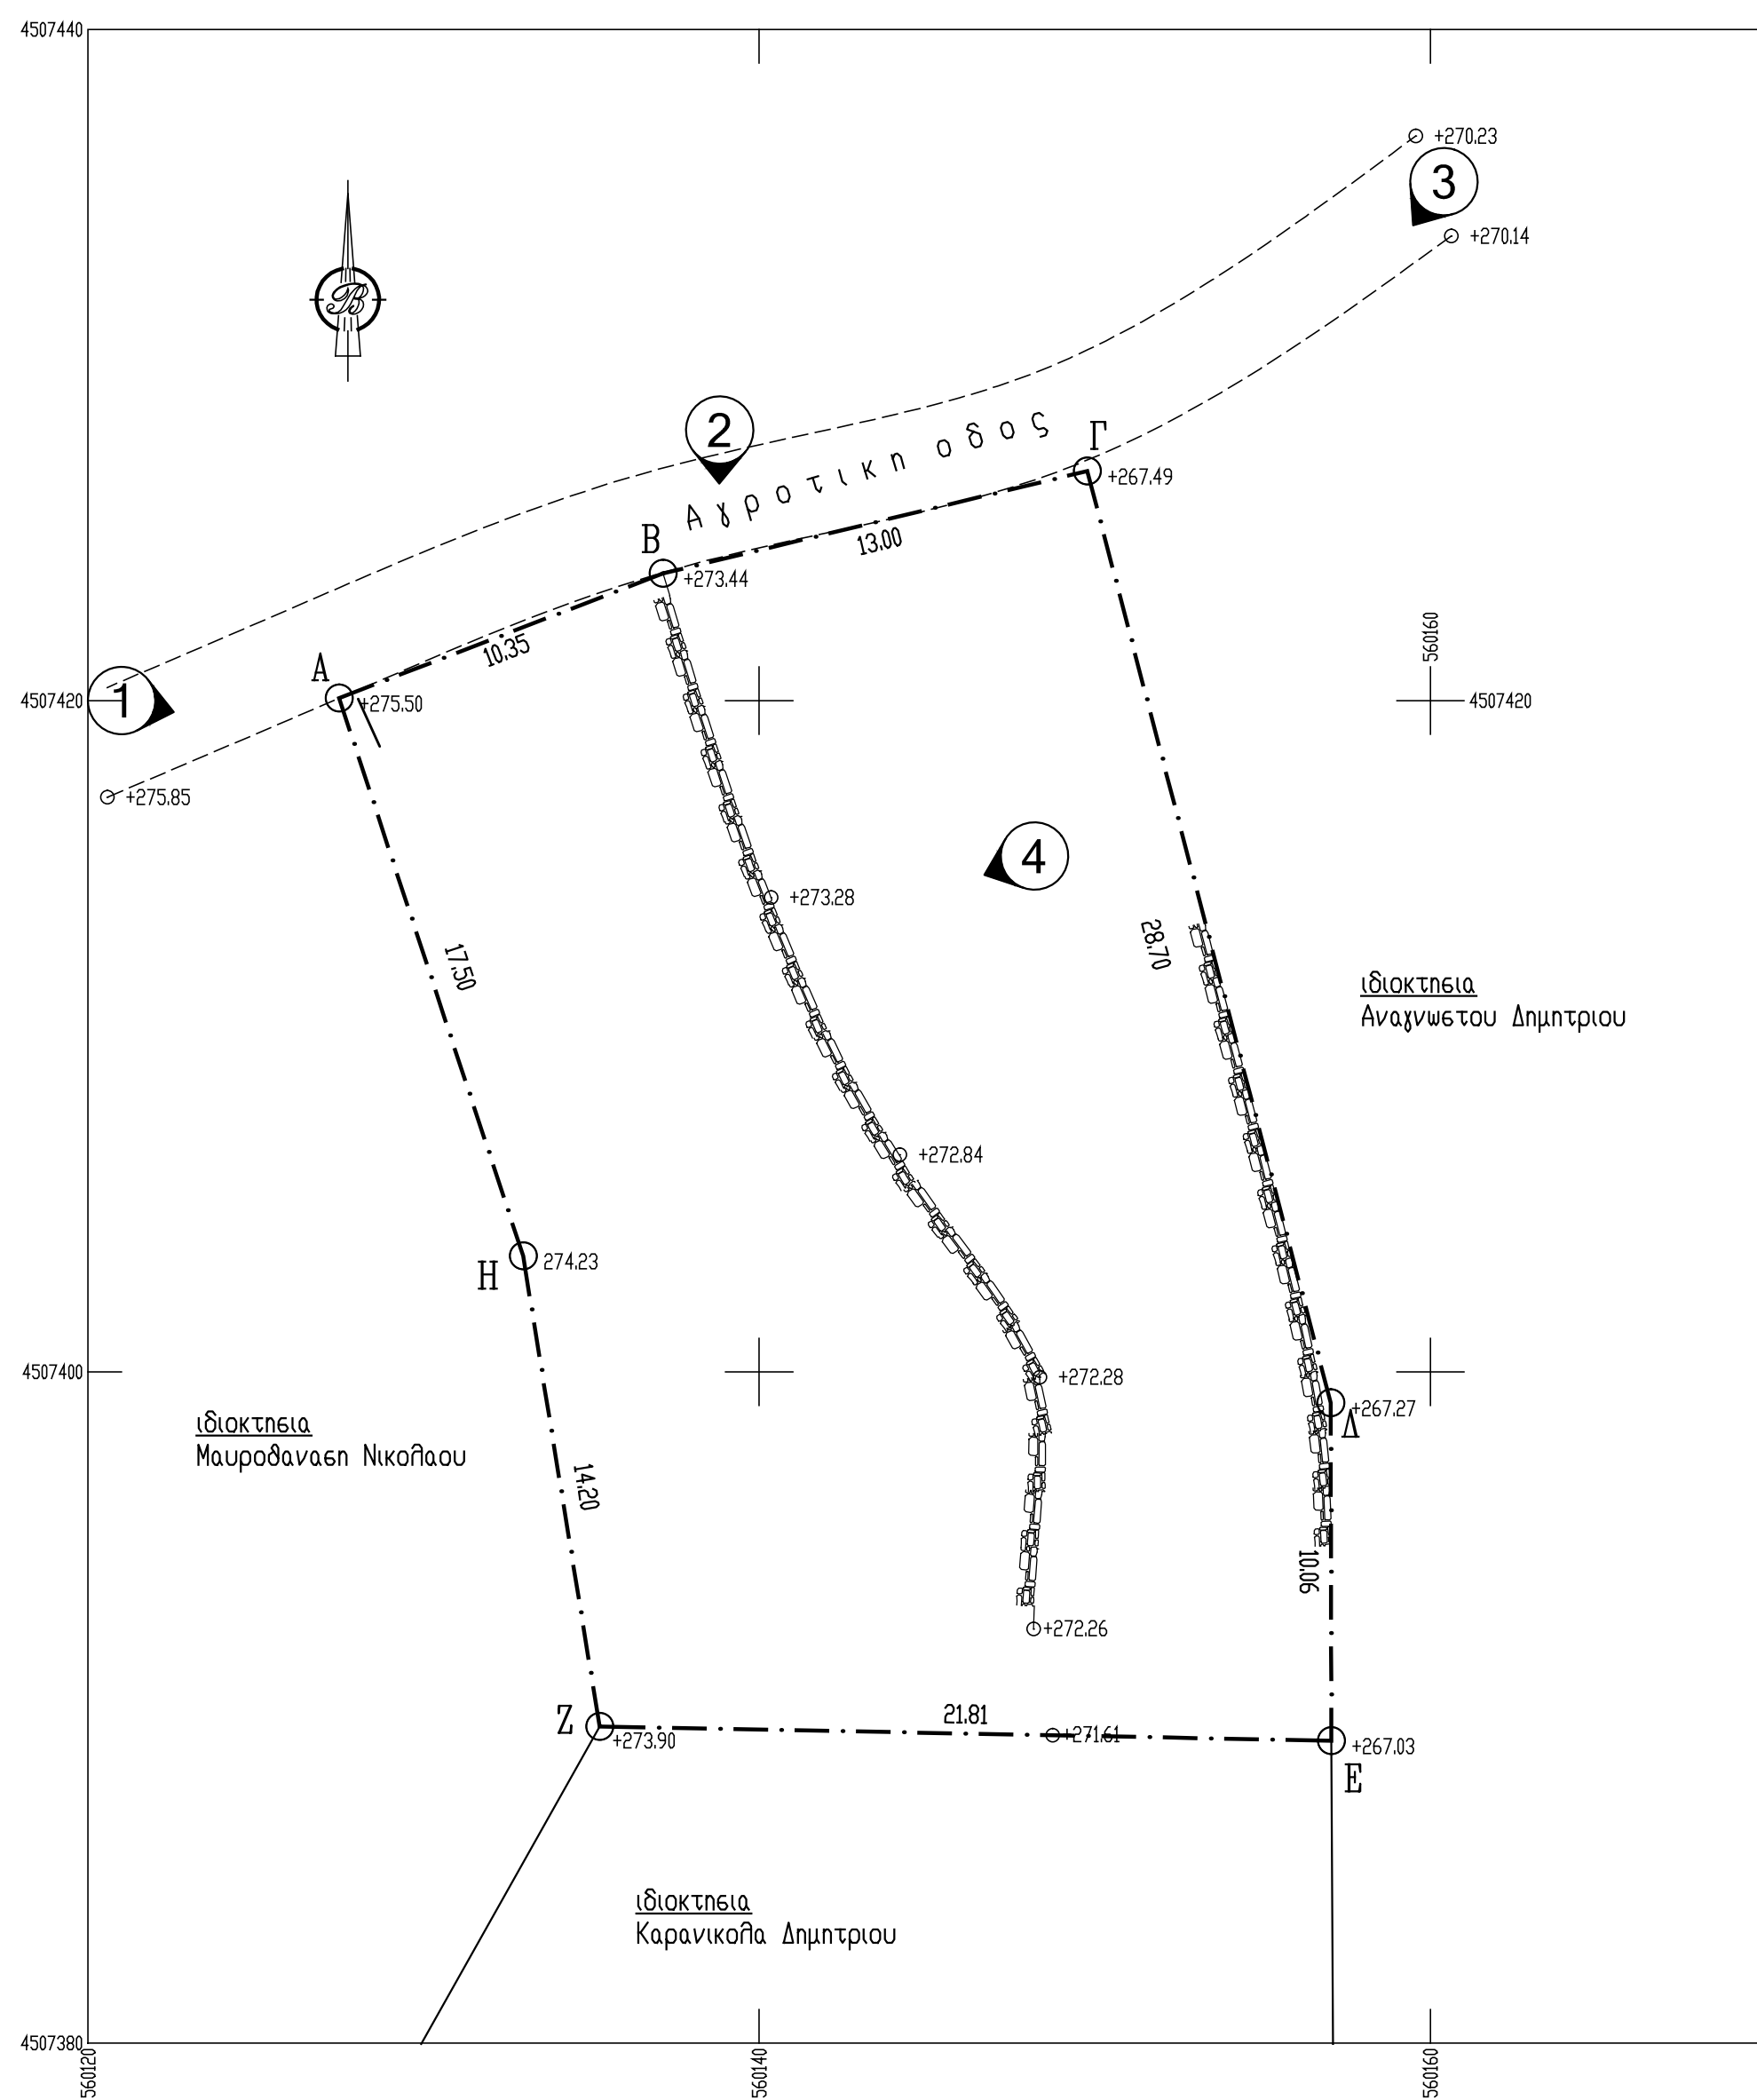 4507440
+270.23
3
+270.14
B
2
Αγροτικη οδος
Γ
+267.49
B
+273.44
13.00
10.35
A
+275.50
1
4507420
560160
4507420
+275.85
4
+273.28
28.70
17.50
ιδιοκτησια
Αναγνωστου Δημητριου
+272.84
H
274.23
4507400
+272.28
+267.27
Δ
ιδιοκτησια
Μαυροθαναση Νικολαου
14.20
10.06
+272.26
Z
+273.90
21.81
+271.61
+267.03
E
ιδιοκτησια
Καρανικολα Δημητριου
4507380
560120
560140
560160